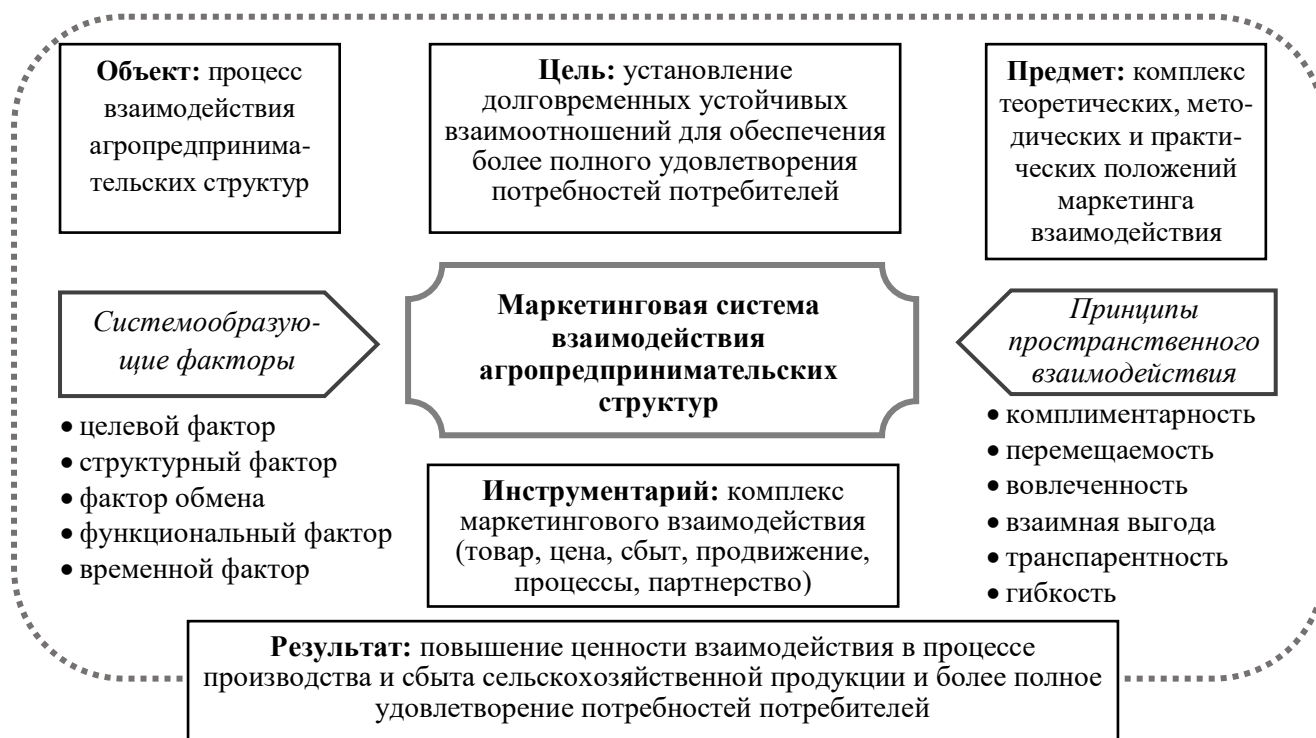 Объект: процесс
взаимодействия
агропредпринима-
тельских структур
Цель: установление
долговременных устойчивых
взаимоотношений для обеспечения
более полного удовлетворения
потребностей потребителей
Предмет: комплекс
теоретических, мето-
дических и практи-
ческих положений
маркетинга
взаимодействия
Системообразую-
щие факторы
• целевой фактор
• структурный фактор
• фактор обмена
• функциональный фактор
• временной фактор
Маркетинговая система
взаимодействия
агропредпринимательских
структур
Инструментарий: комплекс
маркетингового взаимодействия
(товар, цена, сбыт, продвижение,
процессы, партнерство)
Принципы
пространственного
взаимодействия
• комплиментарность
• перемещаемость
• вовлеченность
• взаимная выгода
• транспарентность
• гибкость
Результат: повышение ценности взаимодействия в процессе
производства и сбыта сельскохозяйственной продукции и более полное
удовлетворение потребностей потребителей